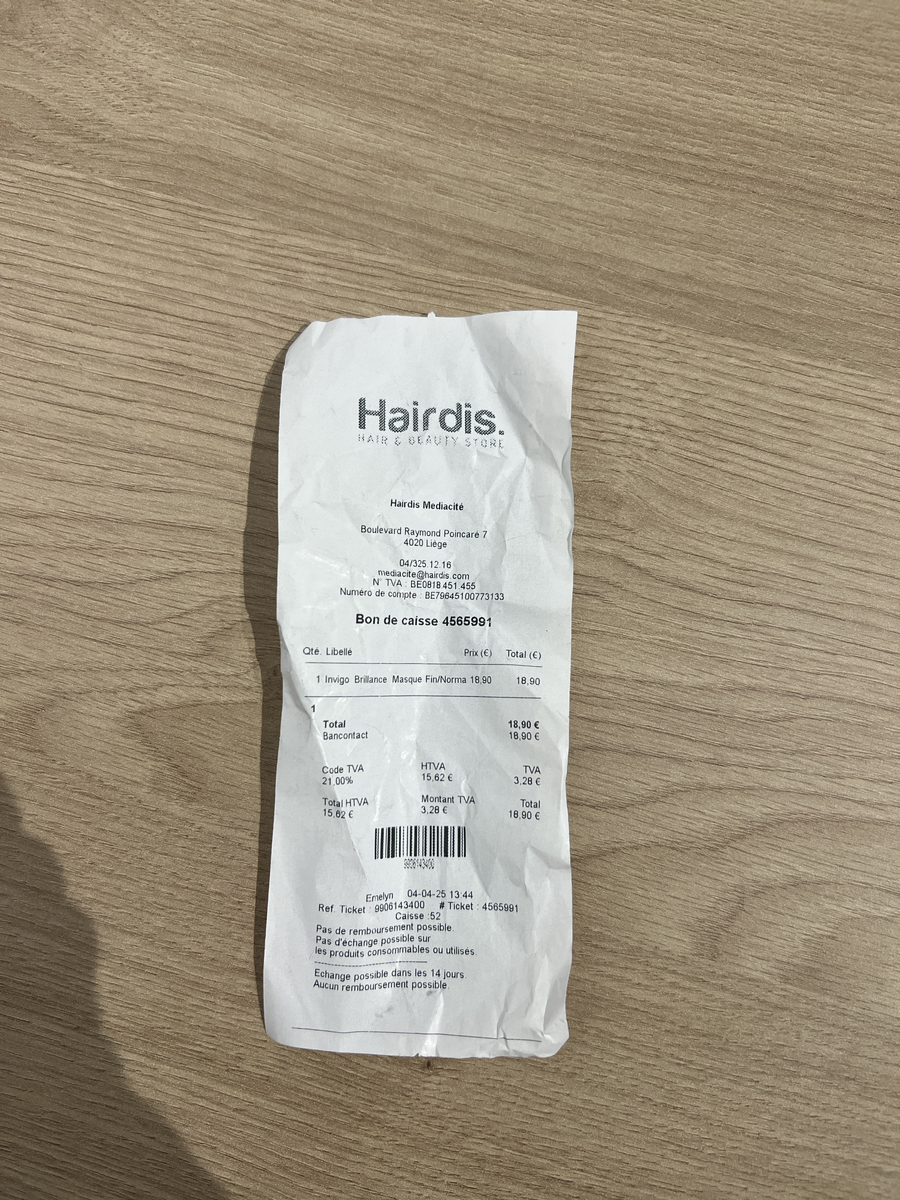 Hairdis.
HAIR & BEAUTY STORE
Hairdis Mediacité
Boulevard Raymond Poincaré 7
4020 Liège
04/325.12.16
mediacite@hairdis.com
N° TVA : BE0818.451.455
Numéro de compte : BE79645100773133
Bon de caisse 4565991
Qté. Libellé Prix (€) Total (€)
1 Invigo Brillance Masque Fin/Norma 18,90 18,90
1
Total 18,90 €
Bancontact 18,90 €
Code TVA HTVA TVA
21,00% 15,62 € 3,28 €
Total HTVA Montant TVA Total
15,62 € 3,28 € 18,90 €
9906143400
Emelyn 04-04-25 13:44
Ref. Ticket : 9906143400 # Ticket : 4565991
Caisse :52
Pas de remboursement possible.
Pas d'échange possible sur
les produits consommables ou utilisés.
Echange possible dans les 14 jours.
Aucun remboursement possible.